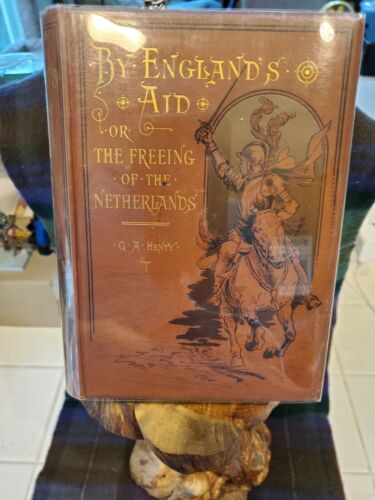 BY ENGLAND'S
AID
OR
THE FREEING
OF THE
NETHERLANDS
G. A. HENTY